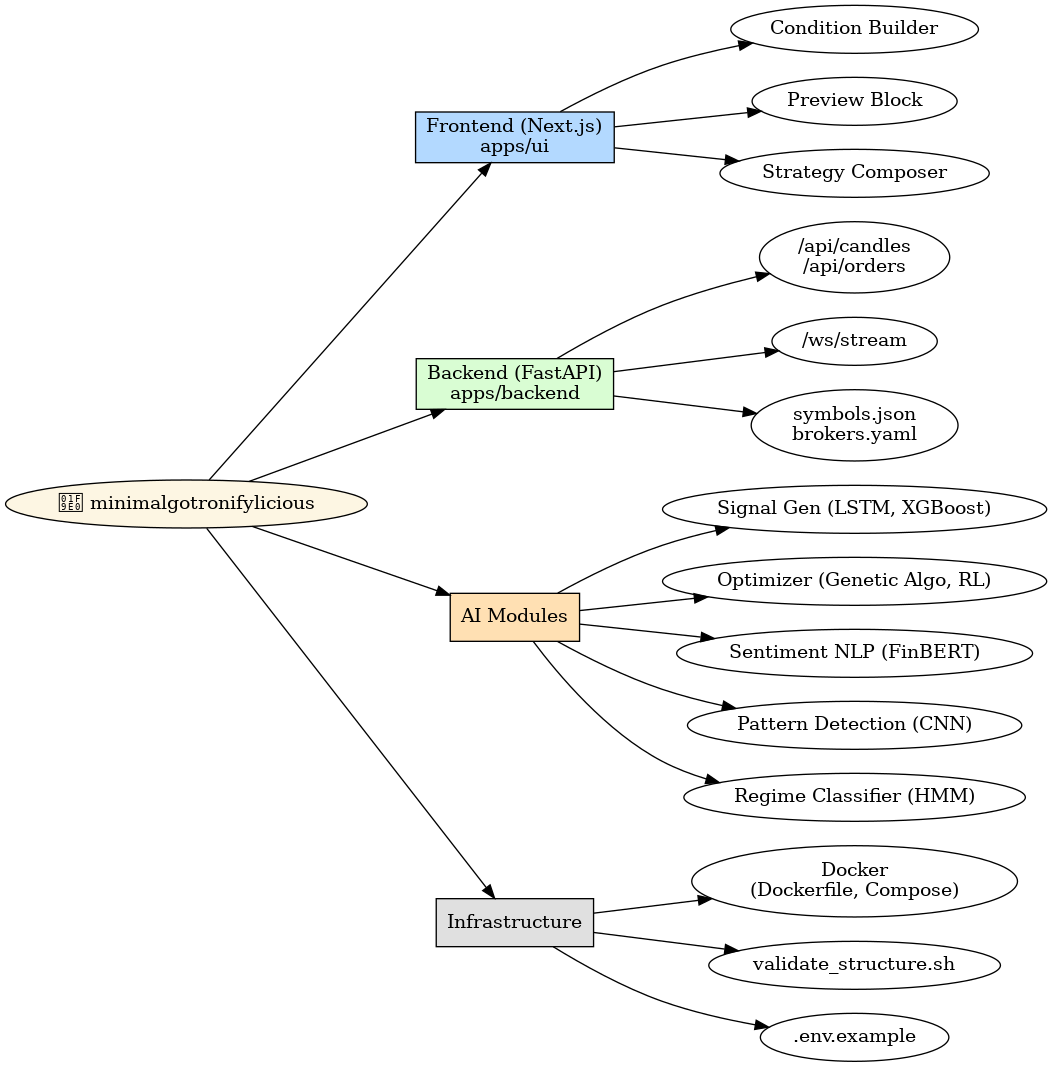 Condition Builder
Preview Block
Frontend (Next.js)
apps/ui
Strategy Composer
/api/candles
/api/orders
/ws/stream
Backend (FastAPI)
apps/backend
symbols.json
brokers.yaml
minimalgotronifylicious
Signal Gen (LSTM, XGBoost)
Optimizer (Genetic Algo, RL)
AI Modules
Sentiment NLP (FinBERT)
Pattern Detection (CNN)
Regime Classifier (HMM)
Docker
(Dockerfile, Compose)
Infrastructure
validate_structure.sh
.env.example